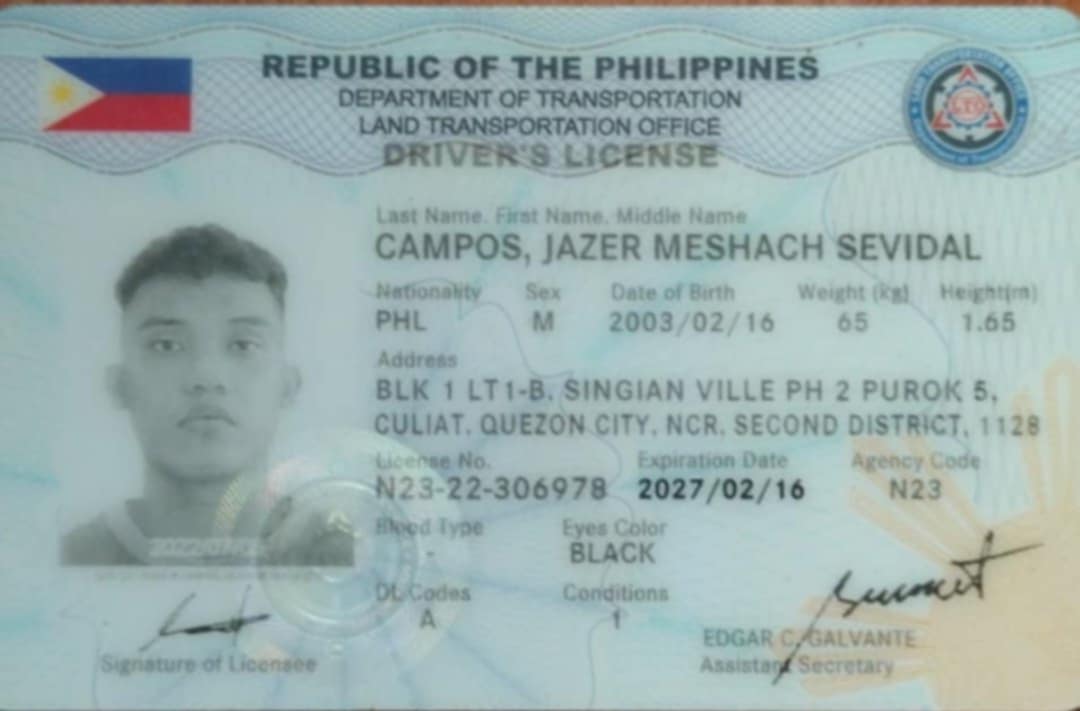 REPUBLIC OF THE PHILIPPINES
DEPARTMENT OF TRANSPORTATION
LAND TRANSPORTATION OFFICE
DRIVER'S LICENSE
LTO
Last Name, First Name, Middle Name
CAMPOS, JAZER MESHACH SEVIDAL
Nationality Sex Date of Birth Weight (kg) Height(m)
PHL M 2003/02/16 65 1.65
Address
BLK 1 LT1-B, SINGIAN VILLE PH 2 PUROK 5,
CULIAT, QUEZON CITY, NCR, SECOND DISTRICT, 1128
License No. Expiration Date Agency Code
N23-22-306978 2027/02/16 N23
Blood Type Eyes Color
- BLACK
DL Codes Conditions
A 1
EDGAR C. GALVANTE
Signature of Licensee Assistant Secretary